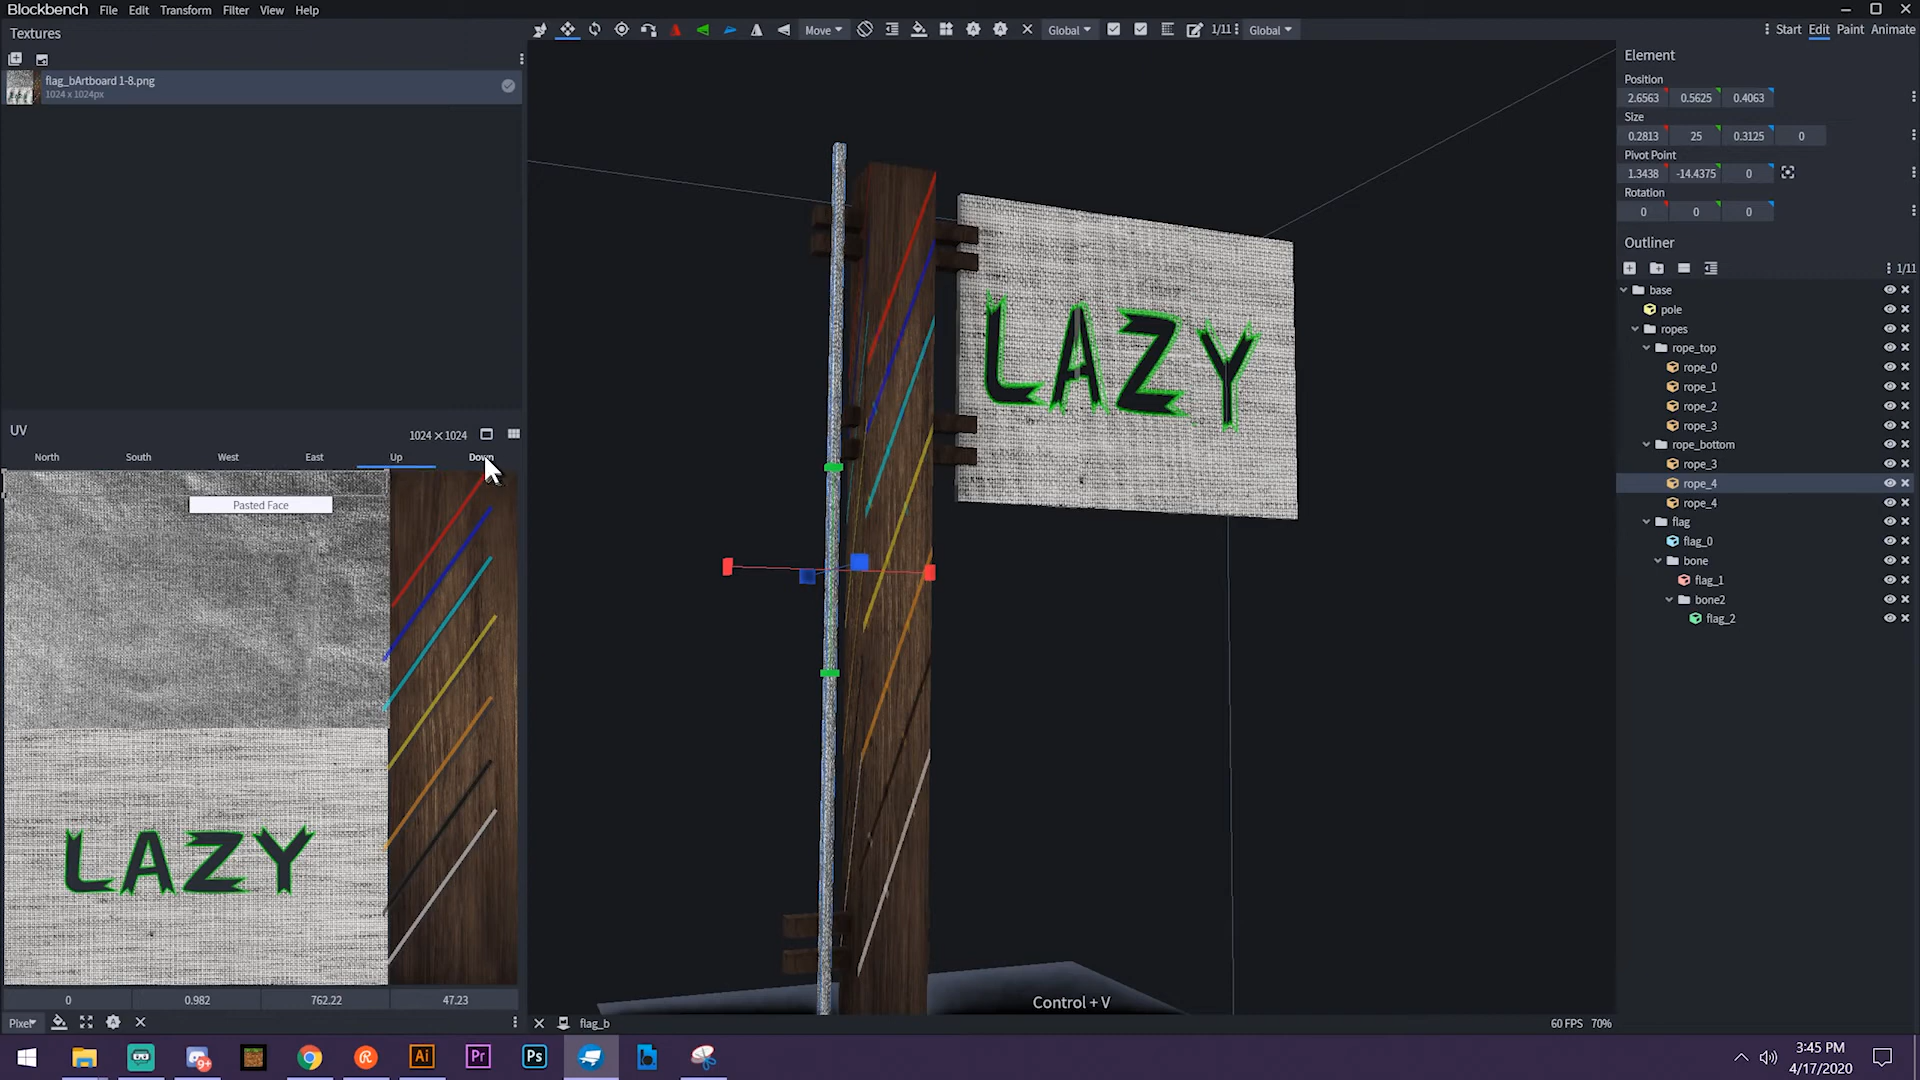 Blockbench File Edit Transform Filter View Help
Textures
Move Global 1/11 Global
Start Edit Paint Animate
flag_bArtboard 1-8.png
1024 x 1024px
Element
Position
2.6563 0.5625 0.4063
Size
0.2813 25 0.3125 0
Pivot Point
1.3438 -14.4375 0
Rotation
0 0 0
Outliner
1/11
base
pole
ropes
rope_top
rope_0
rope_1
rope_2
rope_3
rope_bottom
rope_3
rope_4
rope_4
flag
flag_0
bone
flag_1
bone2
flag_2
LAZY
UV
1024 × 1024
North South West East Up Down
Pasted Face
LAZY
0 0.982 762.22 47.23
Pixel
Control + V
flag_b
60 FPS 70%
9+
Ai Pr Ps
3:45 PM
4/17/2020